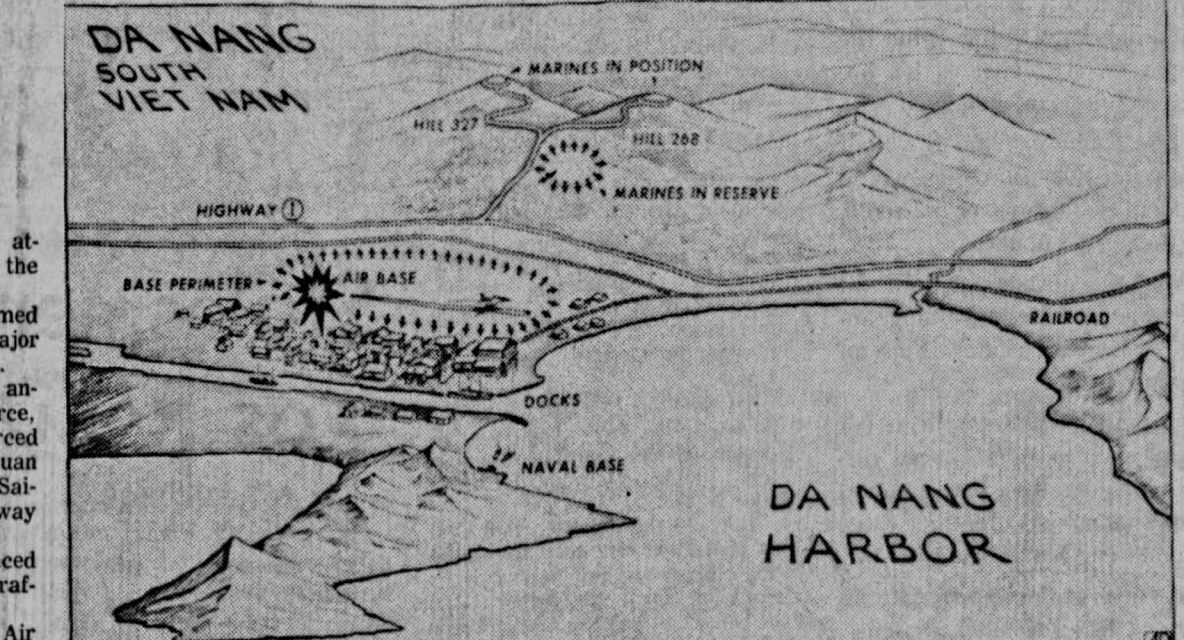 DA NANG
SOUTH
VIET NAM
MARINES IN POSITION
HILL 327
HILL 268
MARINES IN RESERVE
HIGHWAY 1
BASE PERIMETER
AIR BASE
RAILROAD
DOCKS
NAVAL BASE
DA NANG
HARBOR
at-
the
med
ajor
an-
rce,
rced
uan
Sai-
way
ced
raf-
Air